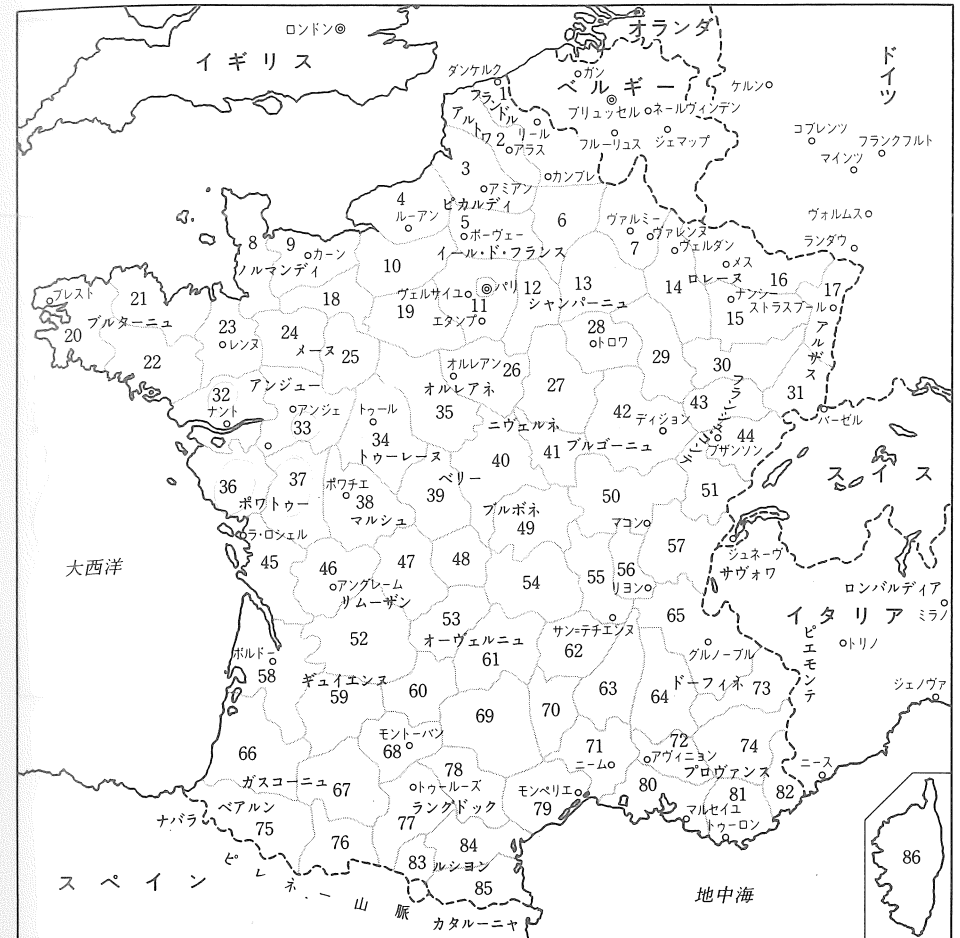 ロンドン
イギリス
オランダ
ドイツ
ダンケルク
ガン
ベルギー
ケルン
1
フランドル
ブリュッセル
ネールヴィンデン
アルトワ 2
リール
アラス
フルーリュス
ジェマップ
コブレンツ
フランクフルト
マインツ
3
カンブレ
アミアン
ピカルディ
4
ルーアン
5
ボーヴェー
6
ヴァルミー
ヴァレンヌ
7
ヴェルダン
ヴォルムス
ランダウ
8
9
カーン
ノルマンディ
イール・ド・フランス
10
メス
ロレーヌ
16
17
ブレスト
21
ブルターニュ
20
22
18
ヴェルサイユ
パリ
11
エタンプ
12
13
シャンパーニュ
14
ナンシー
15
ストラスブール
アルザス
19
23
レンヌ
24
メーヌ
25
28
トロワ
29
30
オルレアン
26
オルレアネ
27
31
32
ナント
アンジュー
アンジェ
33
トゥール
34
トゥーレーヌ
35
ニヴェルネ
42
ディジョン
43
フランシュ・コンテ
44
ブザンソン
バーゼル
40
41
ブルゴーニュ
36
37
ポワトゥー
ポワチエ
38
マルシュ
39
ベリー
ブルボネ
49
50
マコン
51
スイス
ラ・ロシェル
45
大西洋
46
アングレーム
リムーザン
47
48
54
55
56
リヨン
57
ジュネーヴ
サヴォワ
ロンバルディア
ミラノ
イタリア
トリノ
ピエモンテ
ジェノヴァ
52
53
オーヴェルニュ
61
サン=テチエンヌ
62
65
グルノーブル
ボルドー
58
ギュイエンヌ
59
60
63
64
ドーフィネ
73
69
70
66
モントーバン
68
71
ニーム
72
アヴィニョン
74
プロヴァンス
ニース
ガスコーニュ
67
78
トゥールーズ
ラングドック
モンペリエ
79
80
マルセイユ
81
82
トゥーロン
ナバラ
ベアルン
75
76
77
83
84
ルシヨン
85
86
スペイン
ピレネー山脈
カタルーニャ
地中海